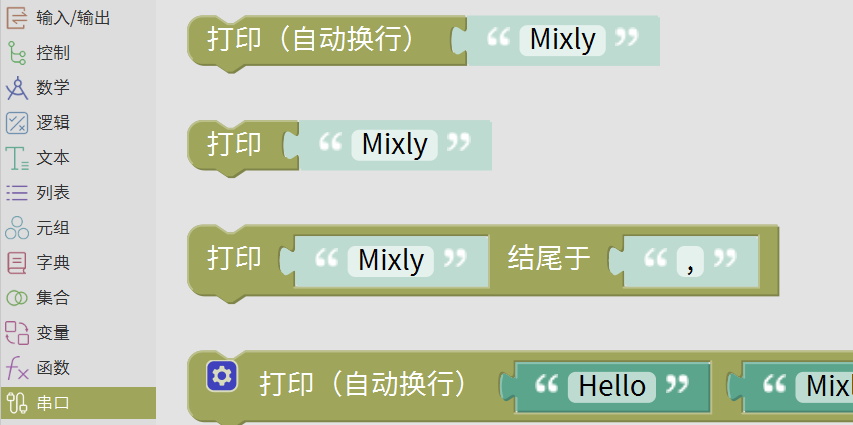 输入/输出
控制
数学
逻辑
文本
列表
元组
字典
集合
变量
函数
串口
打印（自动换行） “ Mixly ”
打印 “ Mixly ”
打印 “ Mixly ” 结尾于 “ , ”
打印（自动换行） “ Hello ” “